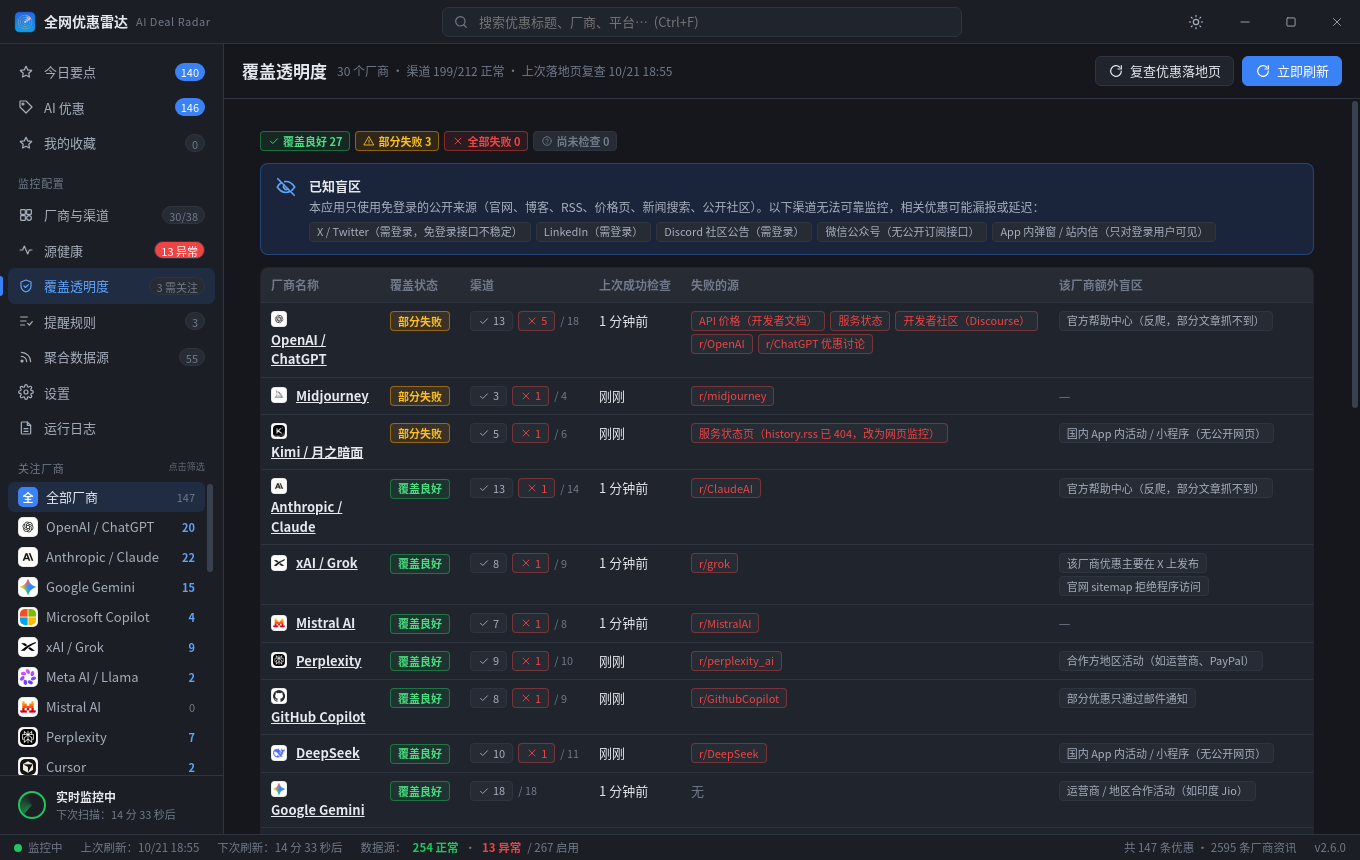 全网优惠雷达 AI Deal Radar
搜索优惠标题、厂商、平台… (Ctrl+F)
今日要点 140
AI 优惠 146
我的收藏 0
监控配置
厂商与渠道 30/38
源健康 13 异常
覆盖透明度 3 需关注
提醒规则 3
聚合数据源 55
设置
运行日志
关注厂商 点击筛选
全 全部厂商 147
OpenAI / ChatGPT 20
Anthropic / Claude 22
Google Gemini 15
Microsoft Copilot 4
xAI / Grok 9
Meta AI / Llama 2
Mistral AI 0
Perplexity 7
Cursor 2
实时监控中
下次扫描：14 分 33 秒后
覆盖透明度 30 个厂商 · 渠道 199/212 正常 · 上次落地页复查 10/21 18:55
复查优惠落地页 立即刷新
覆盖良好 27 部分失败 3 全部失败 0 尚未检查 0
已知盲区
本应用只使用免登录的公开来源（官网、博客、RSS、价格页、新闻搜索、公开社区）。以下渠道无法可靠监控，相关优惠可能漏报或延迟：
X / Twitter（需登录，免登录接口不稳定） LinkedIn（需登录） Discord 社区公告（需登录） 微信公众号（无公开订阅接口） App 内弹窗 / 站内信（只对登录用户可见）
厂商名称 覆盖状态 渠道 上次成功检查 失败的源 该厂商额外盲区
OpenAI / ChatGPT 部分失败 13 5 / 18 1 分钟前 API 价格（开发者文档） 服务状态 开发者社区（Discourse） 官方帮助中心（反爬，部分文章抓不到）
r/OpenAI r/ChatGPT 优惠讨论
Midjourney 部分失败 3 1 / 4 刚刚 r/midjourney —
Kimi / 月之暗面 部分失败 5 1 / 6 刚刚 服务状态页（history.rss 已 404，改为网页监控） 国内 App 内活动 / 小程序（无公开网页）
Anthropic / Claude 覆盖良好 13 1 / 14 1 分钟前 r/ClaudeAI 官方帮助中心（反爬，部分文章抓不到）
xAI / Grok 覆盖良好 8 1 / 9 1 分钟前 r/grok 该厂商优惠主要在 X 上发布
官网 sitemap 拒绝程序访问
Mistral AI 覆盖良好 7 1 / 8 1 分钟前 r/MistralAI —
Perplexity 覆盖良好 9 1 / 10 刚刚 r/perplexity_ai 合作方地区活动（如运营商、PayPal）
GitHub Copilot 覆盖良好 8 1 / 9 刚刚 r/GithubCopilot 部分优惠只通过邮件通知
DeepSeek 覆盖良好 10 1 / 11 刚刚 r/DeepSeek 国内 App 内活动 / 小程序（无公开网页）
Google Gemini 覆盖良好 18 / 18 1 分钟前 无 运营商 / 地区合作活动（如印度 Jio）
监控中 上次刷新：10/21 18:55 下次刷新：14 分 33 秒后 数据源： 254 正常 · 13 异常 / 267 启用 共 147 条优惠 · 2595 条厂商资讯 v2.6.0